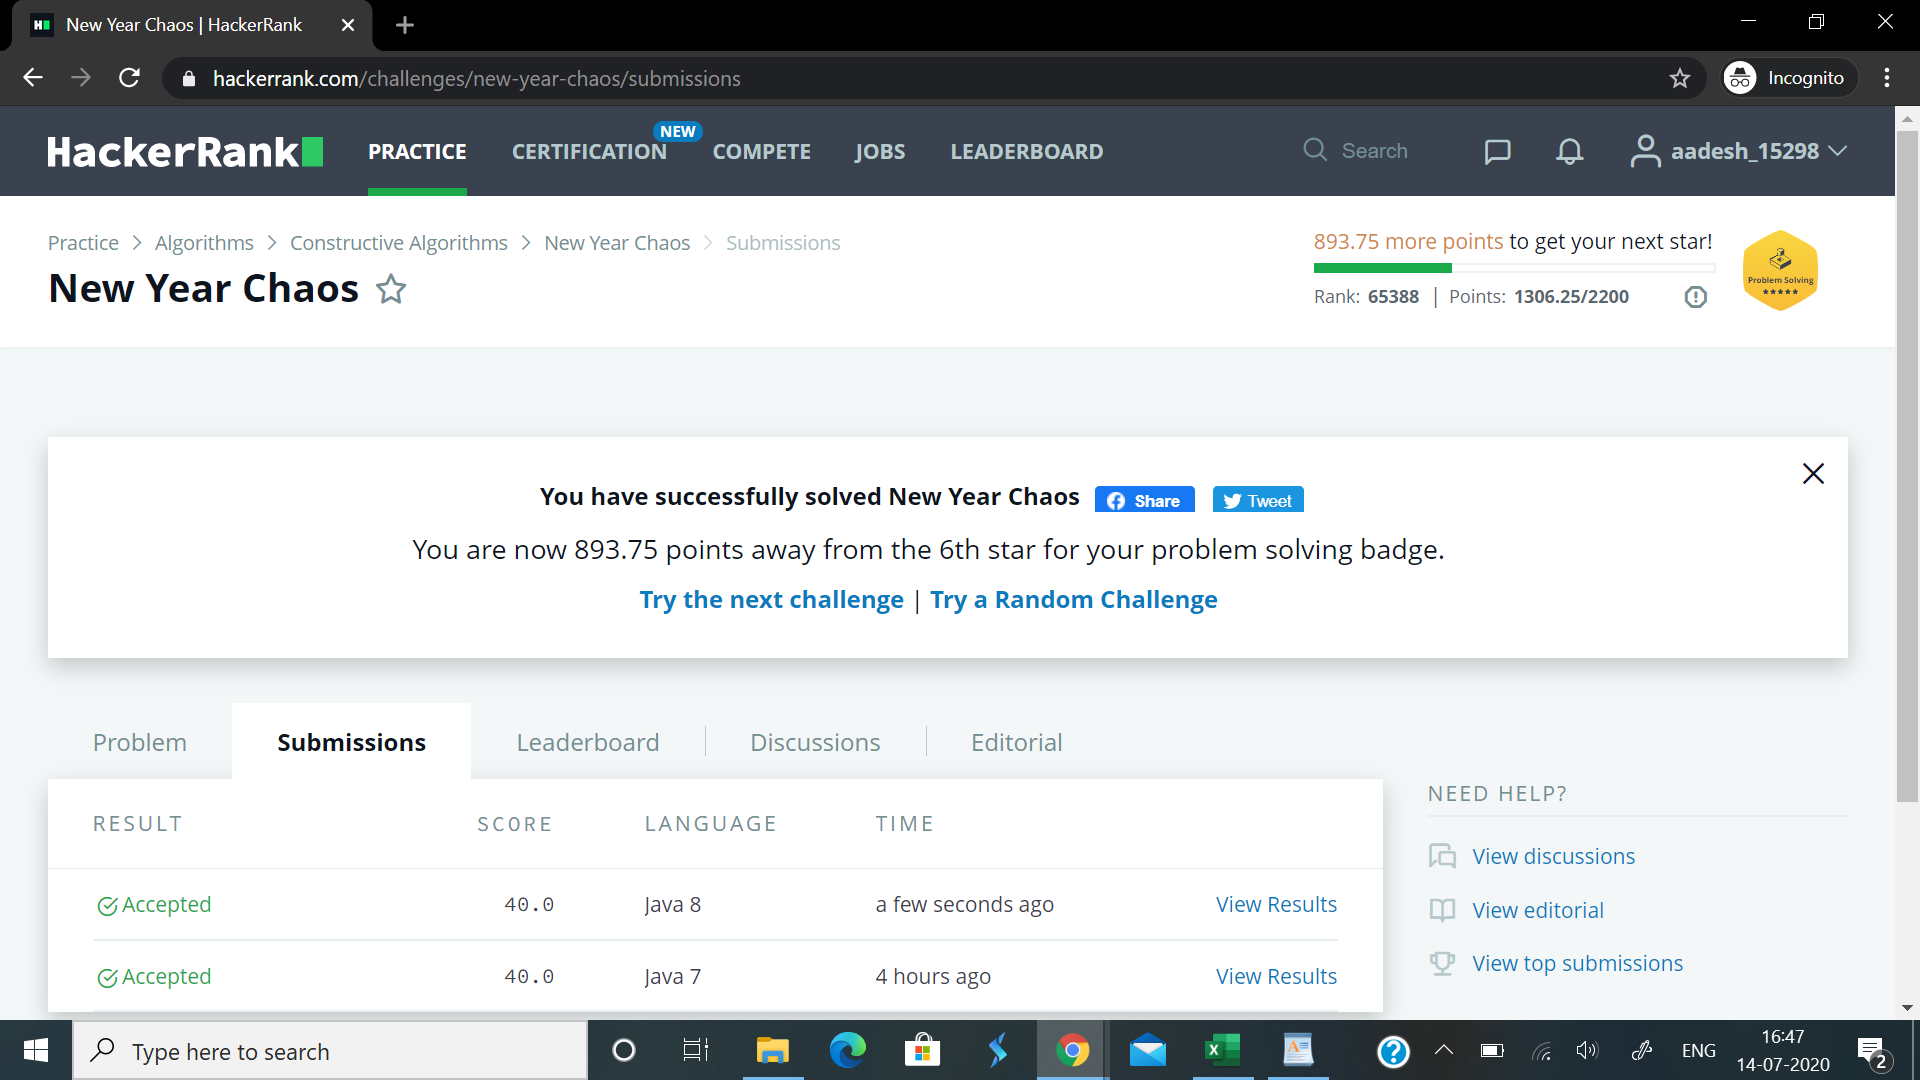 New Year Chaos | HackerRank
hackerrank.com/challenges/new-year-chaos/submissions
Incognito
HackerRank
PRACTICE
CERTIFICATION
NEW
COMPETE
JOBS
LEADERBOARD
Search
aadesh_15298
Practice > Algorithms > Constructive Algorithms > New Year Chaos > Submissions
New Year Chaos
893.75 more points to get your next star!
Rank: 65388 | Points: 1306.25/2200
Problem Solving
You have successfully solved New Year Chaos
Share
Tweet
You are now 893.75 points away from the 6th star for your problem solving badge.
Try the next challenge | Try a Random Challenge
Problem
Submissions
Leaderboard
Discussions
Editorial
RESULT SCORE LANGUAGE TIME
Accepted 40.0 Java 8 a few seconds ago View Results
Accepted 40.0 Java 7 4 hours ago View Results
NEED HELP?
View discussions
View editorial
View top submissions
Type here to search
ENG
16:47
14-07-2020
2